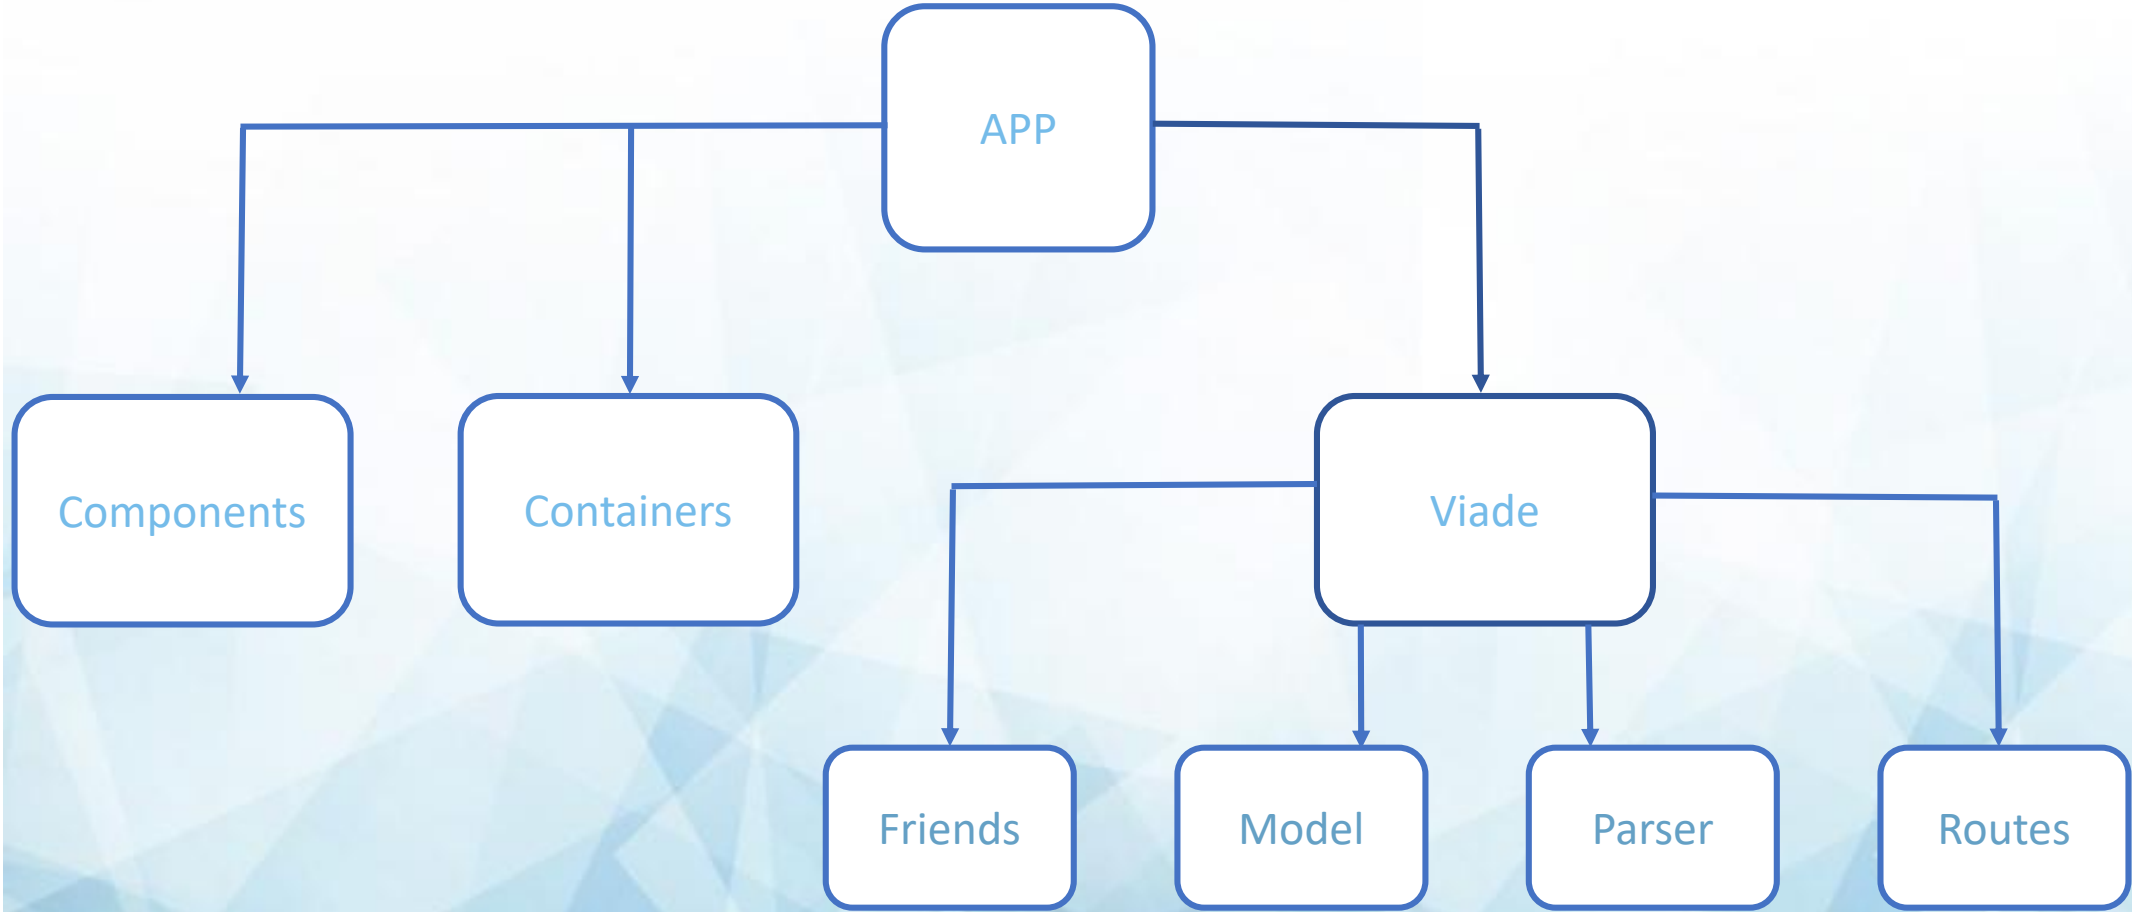 APP
Components
Containers
Viade
Friends
Model
Parser
Routes